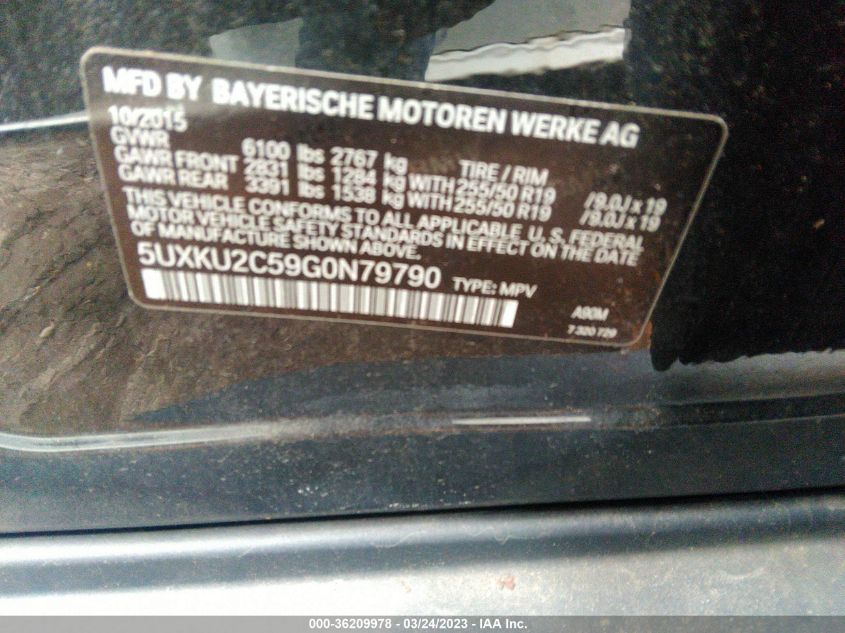 MFD BY BAYERISCHE MOTOREN WERKE AG
10/2015
GVWR 6100 lbs 2767 kg TIRE / RIM
GAWR FRONT 2831 lbs 1284 kg WITH 255/50 R19 /9.0J x 19
GAWR REAR 3391 lbs 1538 kg WITH 255/50 R19 /9.0J x 19
THIS VEHICLE CONFORMS TO ALL APPLICABLE U. S. FEDERAL
MOTOR VEHICLE SAFETY STANDARDS IN EFFECT ON THE DATE
OF MANUFACTURE SHOWN ABOVE.
5UXKU2C59G0N79790 TYPE: MPV
A90M
7 320 729
000-36209978 - 03/24/2023 - IAA Inc.